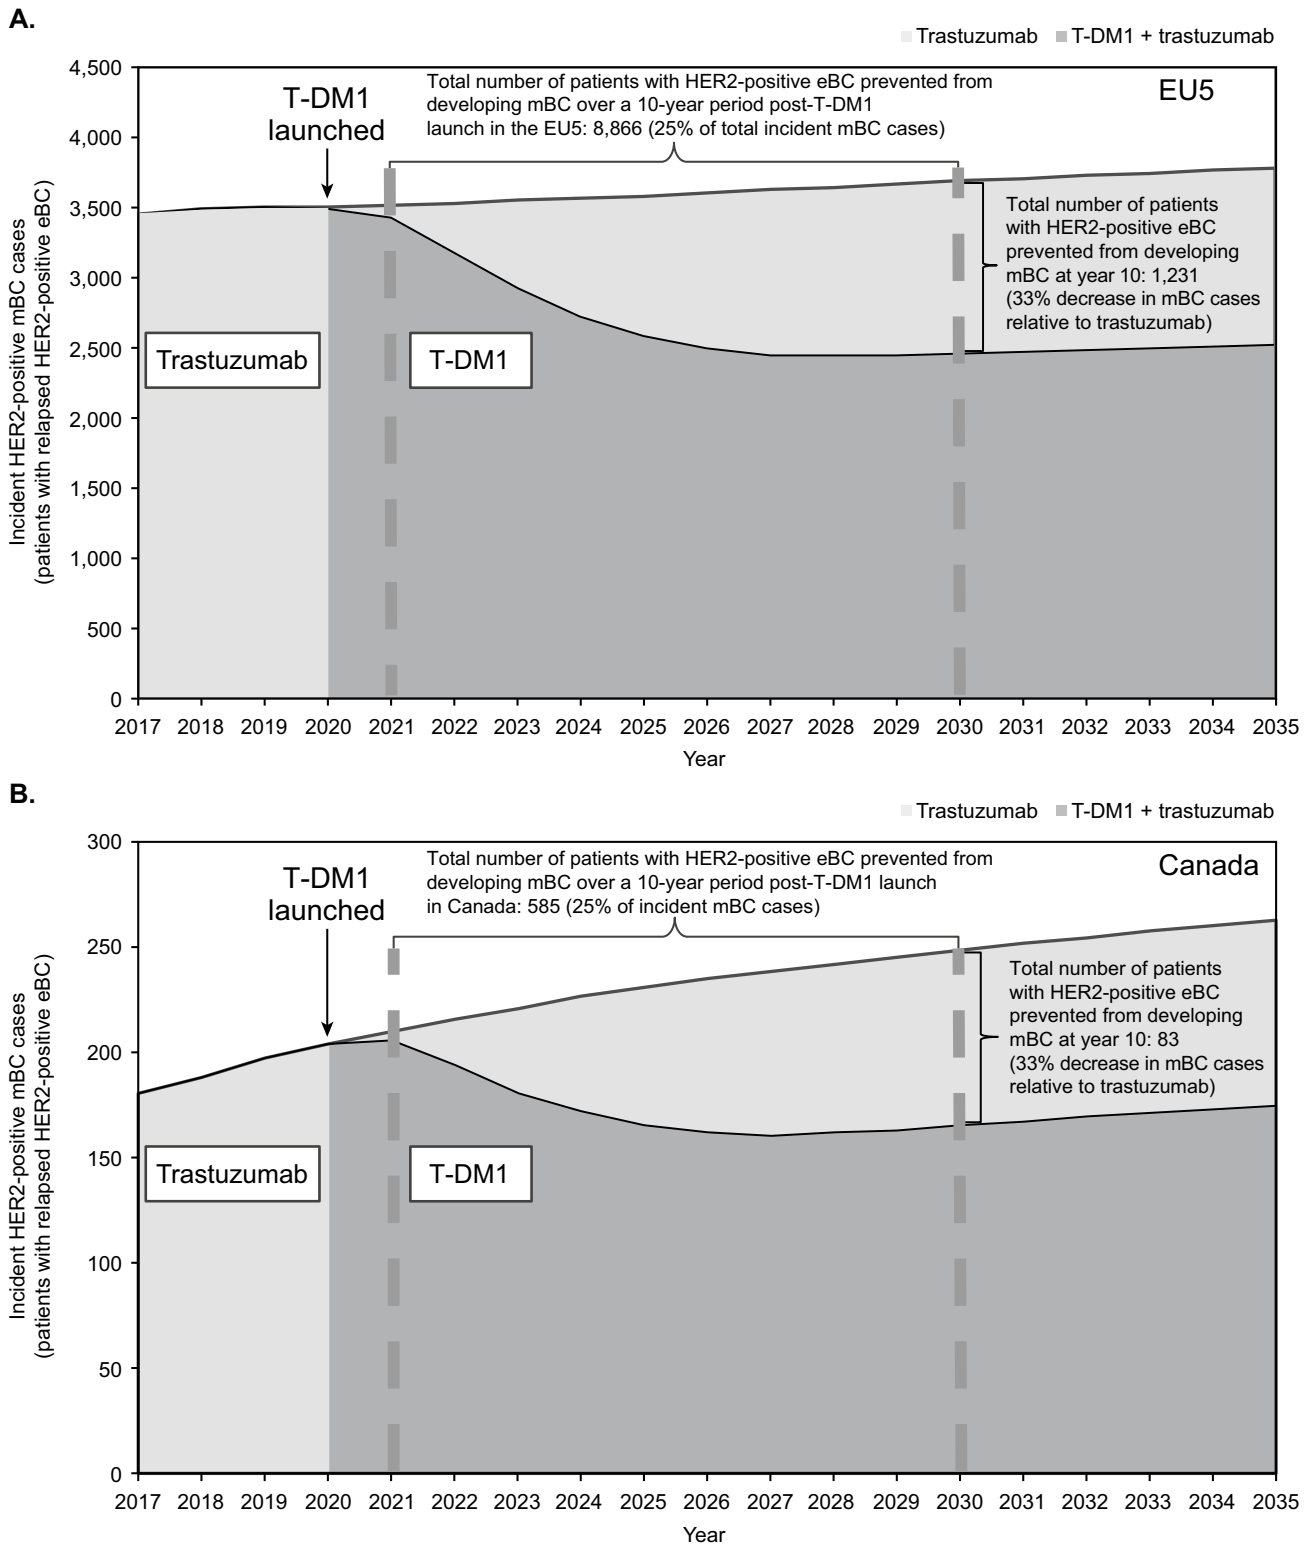 A.
Trastuzumab T-DM1 + trastuzumab
EU5
Total number of patients with HER2-positive eBC prevented from
developing mBC over a 10-year period post-T-DM1
launch in the EU5: 8,866 (25% of total incident mBC cases)
T-DM1
launched
Total number of patients
with HER2-positive eBC
prevented from developing
mBC at year 10: 1,231
(33% decrease in mBC cases
relative to trastuzumab)
Trastuzumab
T-DM1
Incident HER2-positive mBC cases
(patients with relapsed HER2-positive eBC)
4,500
4,000
3,500
3,000
2,500
2,000
1,500
1,000
500
0
2017 2018 2019 2020 2021 2022 2023 2024 2025 2026 2027 2028 2029 2030 2031 2032 2033 2034 2035
Year
B.
Trastuzumab T-DM1 + trastuzumab
Canada
Total number of patients with HER2-positive eBC prevented from
developing mBC over a 10-year period post-T-DM1 launch
in Canada: 585 (25% of incident mBC cases)
T-DM1
launched
Total number of patients
with HER2-positive eBC
prevented from developing
mBC at year 10: 83
(33% decrease in mBC cases
relative to trastuzumab)
Trastuzumab
T-DM1
Incident HER2-positive mBC cases
(patients with relapsed HER2-positive eBC)
300
250
200
150
100
50
0
2017 2018 2019 2020 2021 2022 2023 2024 2025 2026 2027 2028 2029 2030 2031 2032 2033 2034 2035
Year